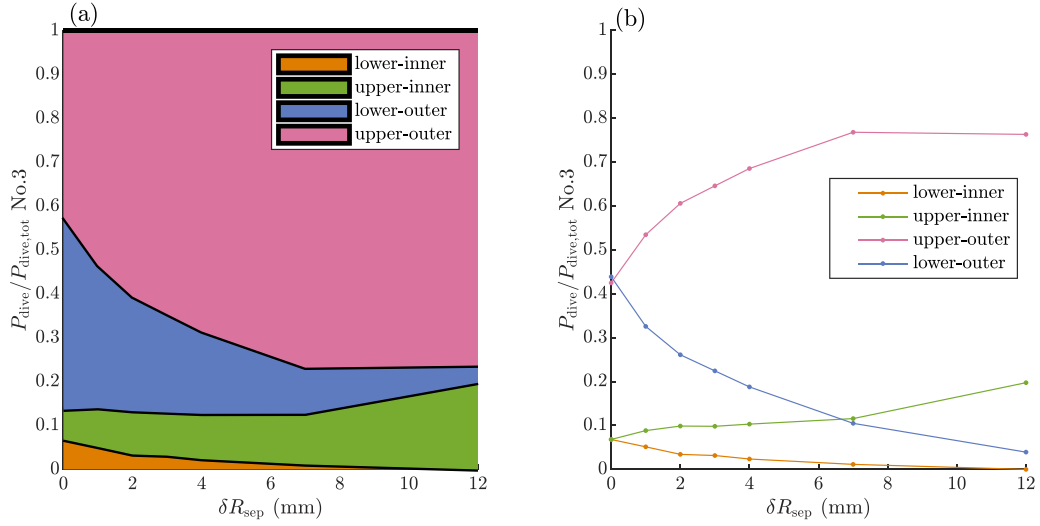 (a)
1
0.9
0.8
0.7
0.6
0.5
0.4
0.3
0.2
0.1
0
P_dive/P_dive,tot No.3
lower-inner
upper-inner
lower-outer
upper-outer
0 2 4 6 8 10 12
δR_sep (mm)
(b)
1
0.9
0.8
0.7
0.6
0.5
0.4
0.3
0.2
0.1
0
P_dive/P_dive,tot No.3
lower-inner
upper-inner
upper-outer
lower-outer
0 2 4 6 8 10 12
δR_sep (mm)